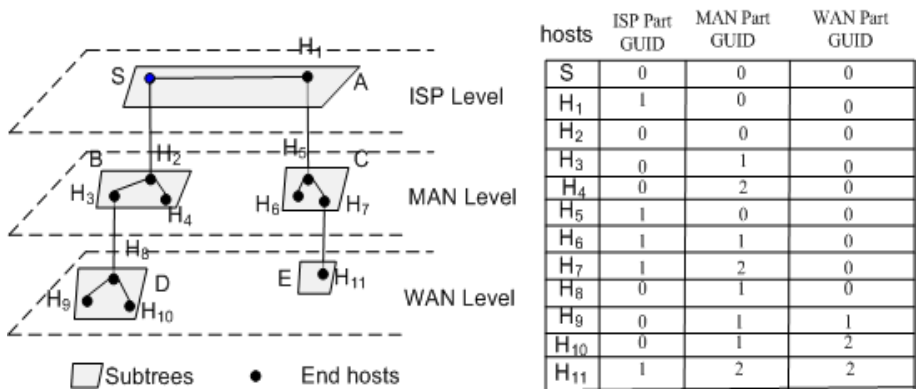 H1
S
A
ISP Level
B
H2
H5
C
H3
H4
H6
H7
MAN Level
H8
D
E
H11
H9
H10
WAN Level
Subtrees
End hosts
hosts ISP Part GUID MAN Part GUID WAN Part GUID
S 0 0 0
H1 1 0 0
H2 0 0 0
H3 0 1 0
H4 0 2 0
H5 1 0 0
H6 1 1 0
H7 1 2 0
H8 0 1 0
H9 0 1 1
H10 0 1 2
H11 1 2 2